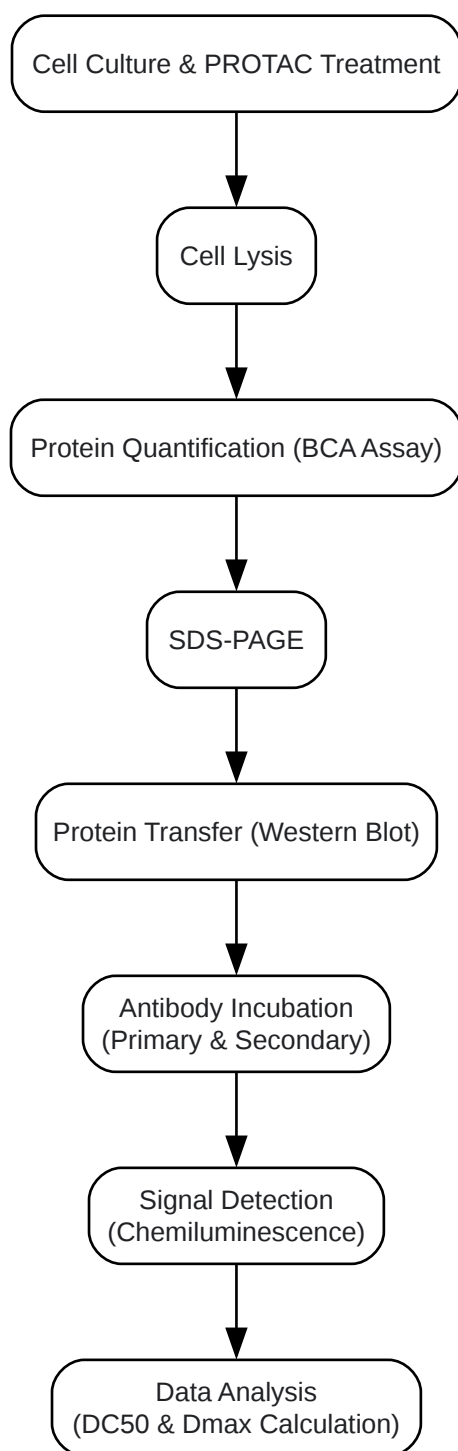 Cell Culture & PROTAC Treatment
Cell Lysis
Protein Quantification (BCA Assay)
SDS-PAGE
Protein Transfer (Western Blot)
Antibody Incubation
(Primary & Secondary)
Signal Detection
(Chemiluminescence)
Data Analysis
(DC50 & Dmax Calculation)